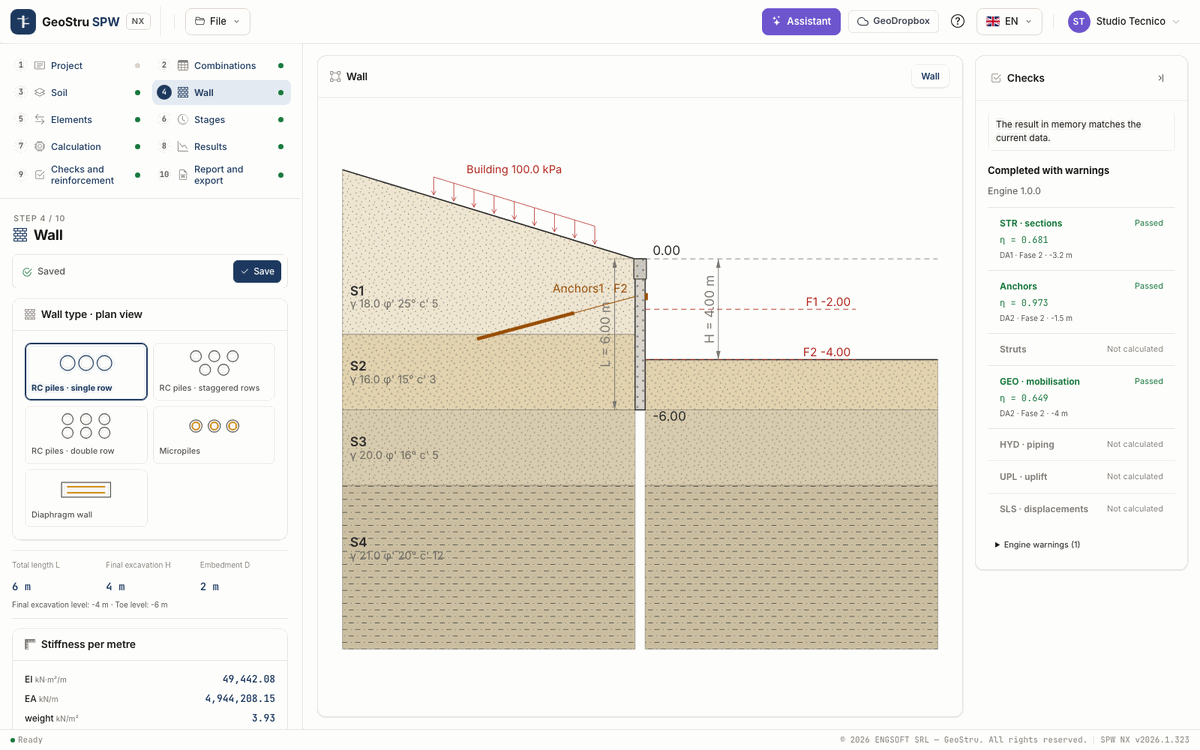 GeoStru SPW NX File Assistant GeoDropbox EN ST Studio Tecnico
1 Project 2 Combinations
3 Soil 4 Wall
5 Elements 6 Stages
7 Calculation 8 Results
9 Checks and reinforcement 10 Report and export
STEP 4 / 10
Wall
Saved Save
Wall type · plan view
RC piles · single row RC piles · staggered rows
RC piles · double row Micropiles
Diaphragm wall
Total length L Final excavation H Embedment D
6 m 4 m 2 m
Final excavation level: -4 m · Toe level: -6 m
Stiffness per metre
EI kN·m²/m 49,442.08
EA kN/m 4,944,208.15
weight kN/m² 3.93
Wall Wall
Building 100.0 kPa
0.00
Anchors1 · F2
S1
γ 18.0 φ' 25° c' 5
L = 6.00 m
H = 4.00 m
F1 -2.00
F2 -4.00
S2
γ 16.0 φ' 15° c' 3
-6.00
S3
γ 20.0 φ' 16° c' 5
S4
γ 21.0 φ' 20° c' 12
Checks
The result in memory matches the
current data.
Completed with warnings
Engine 1.0.0
STR · sections Passed
η = 0.681
DA1 · Fase 2 · -3.2 m
Anchors Passed
η = 0.973
DA2 · Fase 2 · -1.5 m
Struts Not calculated
GEO · mobilisation Passed
η = 0.649
DA2 · Fase 2 · -4 m
HYD · piping Not calculated
UPL · uplift Not calculated
SLS · displacements Not calculated
Engine warnings (1)
Ready © 2026 ENGSOFT SRL — GeoStru. All rights reserved. SPW NX v2026.1.323